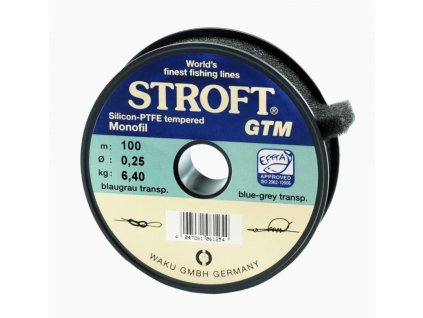 World's
finest fishing lines
STROFT®
Silicon-PTFE tempered
Monofil
GTM
m: 100
Ø: 0,25
kg: 6,40
EFFTA
APPROVED
blaugrau transp.
blue-grey transp.
WAKU GMBH GERMANY